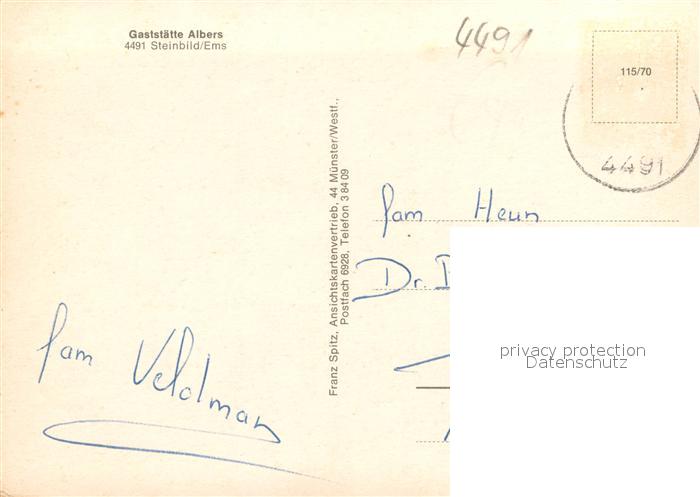 Gaststätte Albers
4491 Steinbild/Ems
4491
115/70
4491
Franz Spitz, Ansichtskartenvertrieb, 44 Münster/Westf.,
Postfach 6928, Telefon 3 84 09
fam Heun
Dr.
fam Veldman
privacy protection
Datenschutz